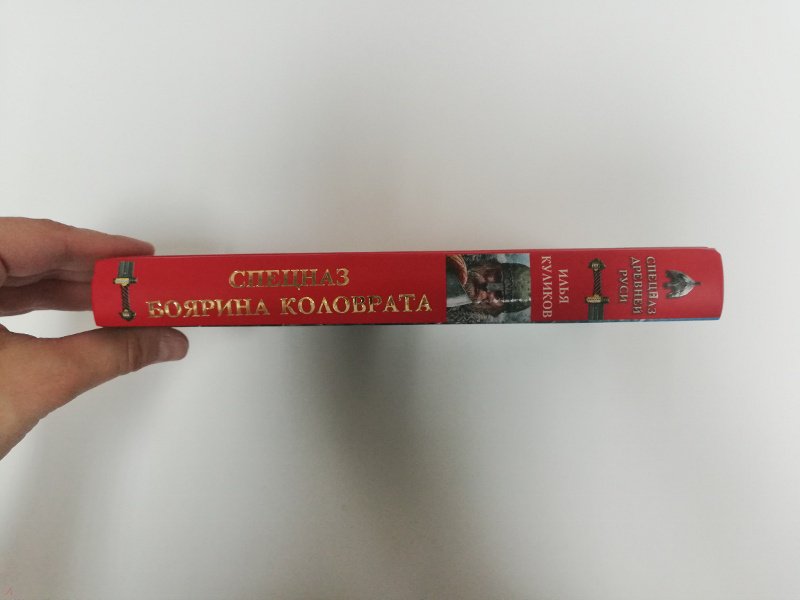 СПЕЦНАЗ
БОЯРИНА КОЛОВРАТА
ИЛЬЯ
КУЛИКОВ
СПЕЦНАЗ
ДРЕВНЕЙ
РУСИ